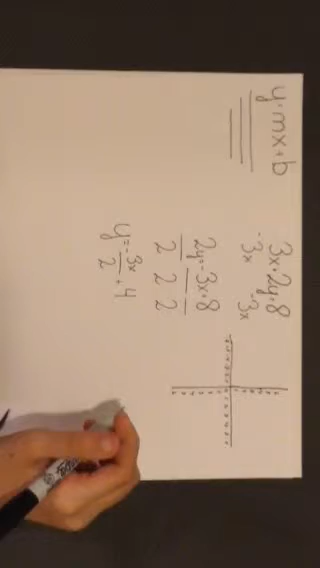 y=mx+b
3x+2y=8
-3x -3x
2y=-3x+8
2 2 2
y=-3x/2+4